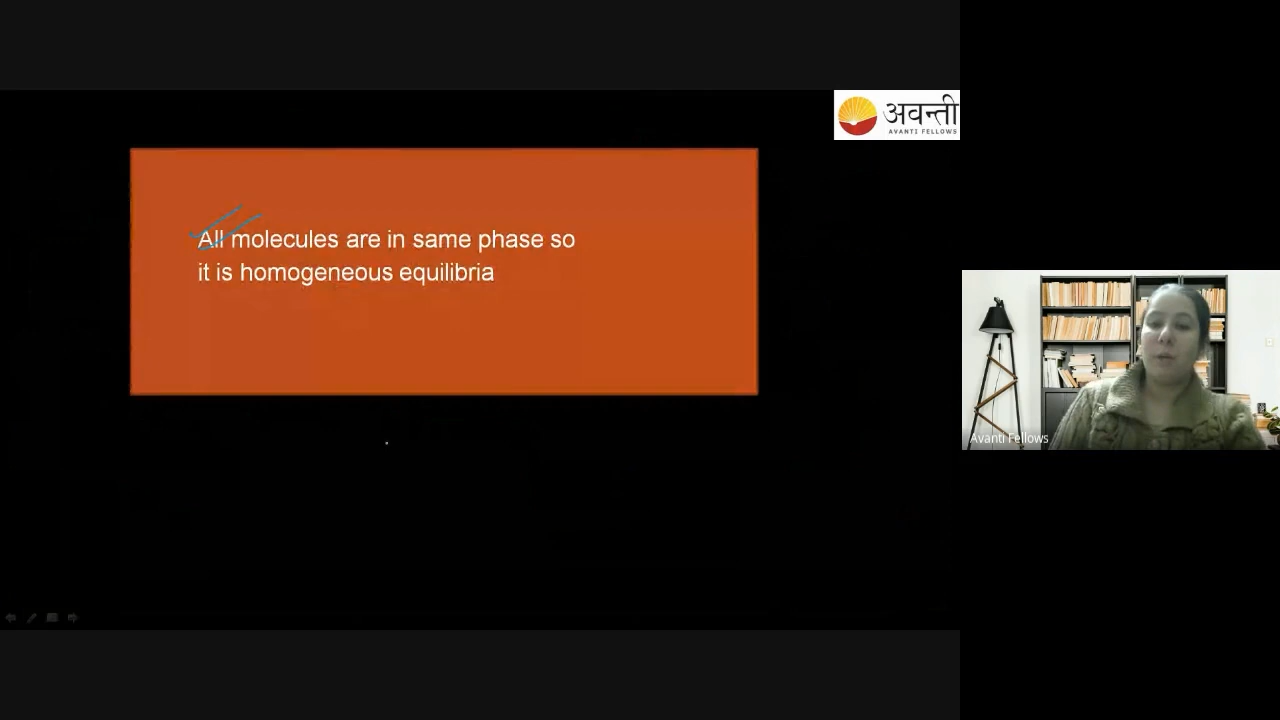 अवन्ती
AVANTI FELLOWS
All molecules are in same phase so
it is homogeneous equilibria
Avanti Fellows